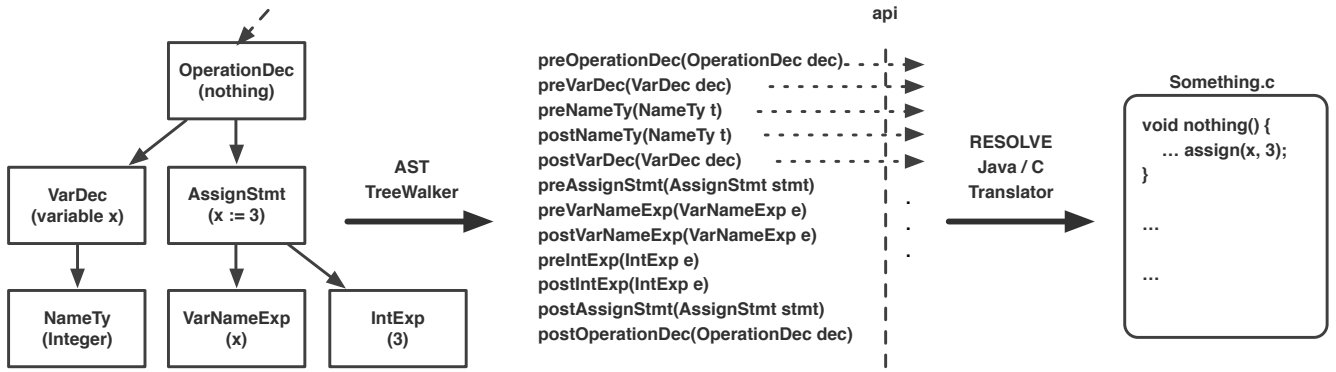 OperationDec
(nothing)
VarDec
(variable x)
AssignStmt
(x := 3)
NameTy
(Integer)
VarNameExp
(x)
IntExp
(3)
AST
TreeWalker
api
preOperationDec(OperationDec dec)
preVarDec(VarDec dec)
preNameTy(NameTy t)
postNameTy(NameTy t)
postVarDec(VarDec dec)
preAssignStmt(AssignStmt stmt)
preVarNameExp(VarNameExp e)
postVarNameExp(VarNameExp e)
preIntExp(IntExp e)
postIntExp(IntExp e)
postAssignStmt(AssignStmt stmt)
postOperationDec(OperationDec dec)
RESOLVE
Java / C
Translator
Something.c
void nothing() {
… assign(x, 3);
}
…
…